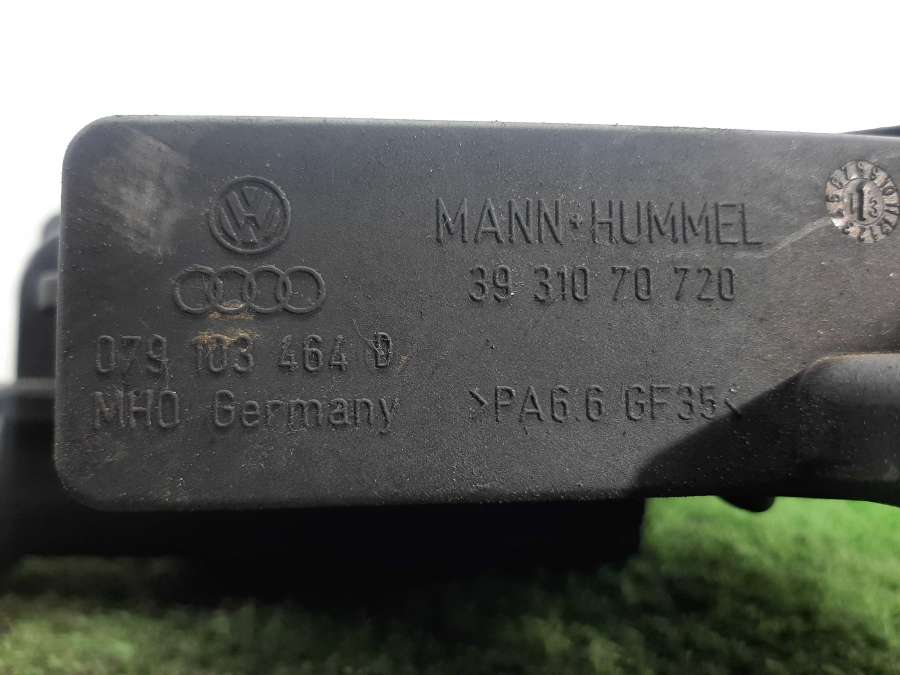 MANN+HUMMEL
39 310 70 720
079 103 464 D
MHO Germany
>PA6.6 GF35<